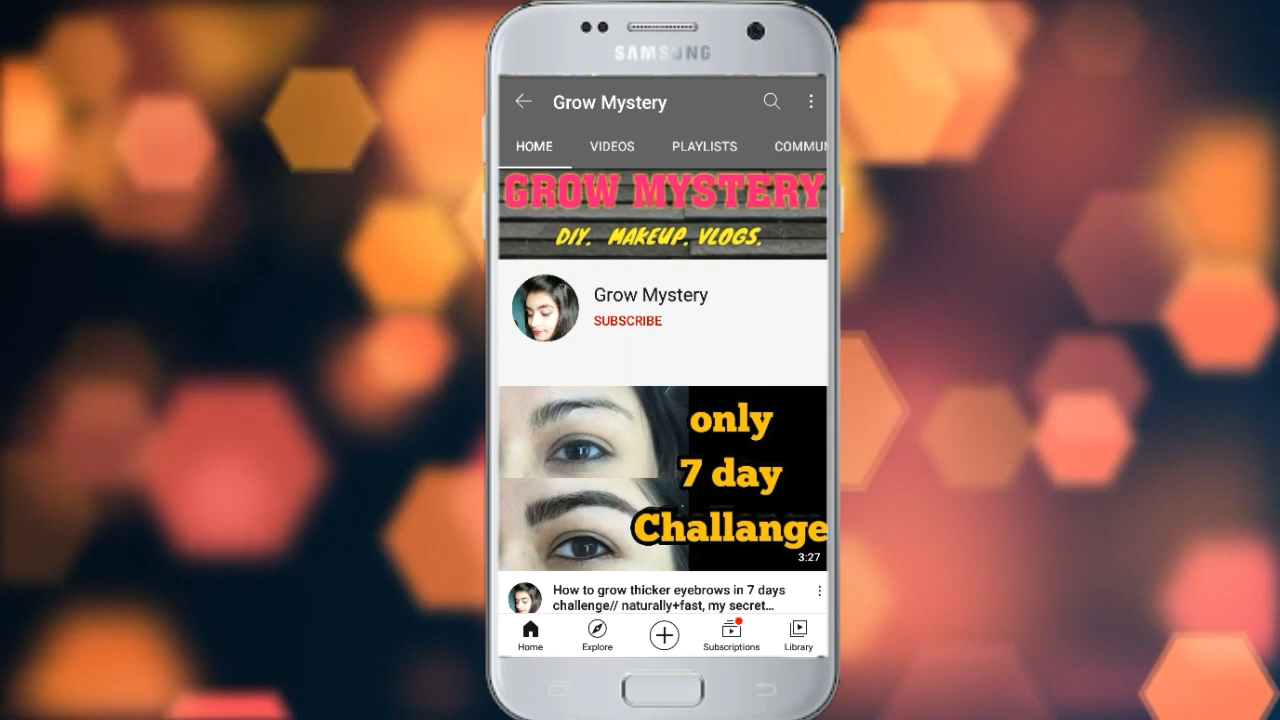 SAMSUNG
Grow Mystery
HOME VIDEOS PLAYLISTS COMMUN
GROW MYSTERY
DIY. MAKEUP. VLOGS.
Grow Mystery
SUBSCRIBE
only
7 day
Challange
3:27
How to grow thicker eyebrows in 7 days
challenge// naturally+fast, my secret...
Home Explore Subscriptions Library